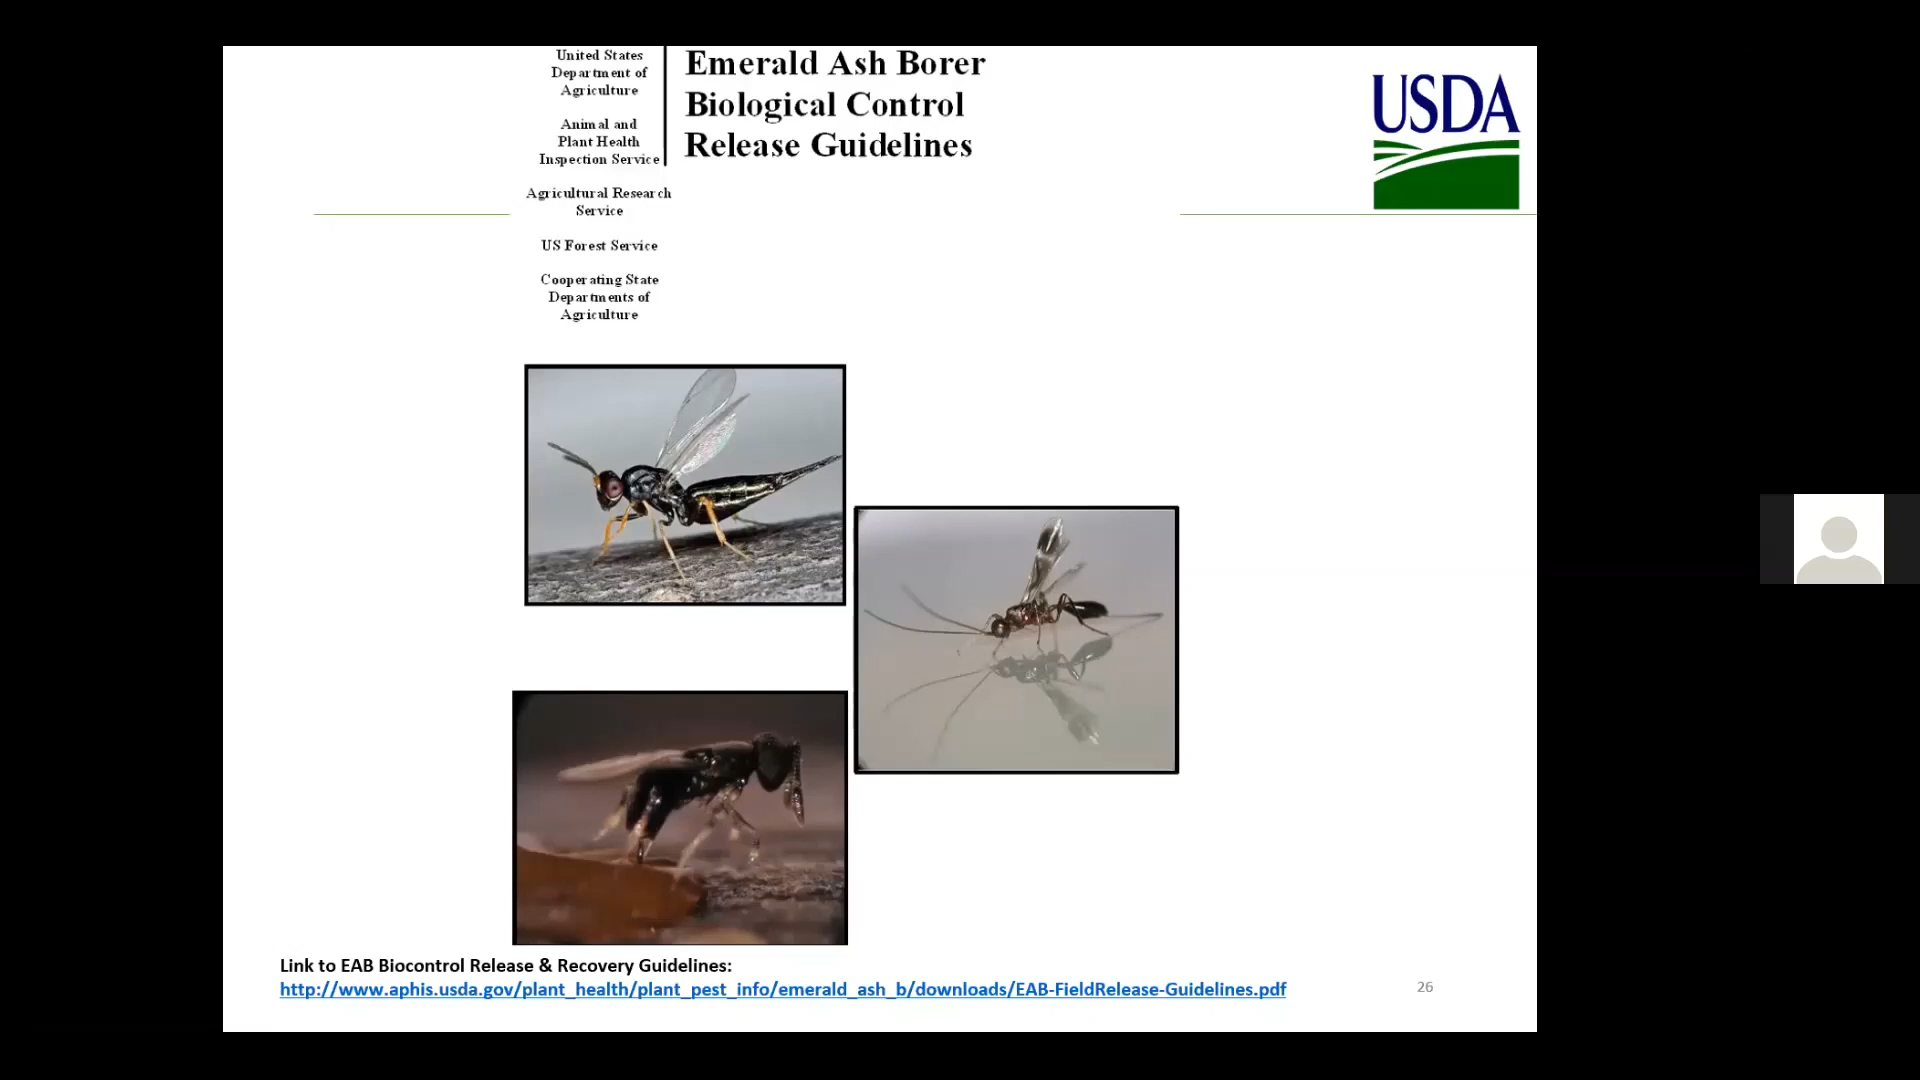 United States
Department of
Agriculture
Animal and
Plant Health
Inspection Service
Agricultural Research
Service
US Forest Service
Cooperating State
Departments of
Agriculture
Emerald Ash Borer
Biological Control
Release Guidelines
USDA
Link to EAB Biocontrol Release & Recovery Guidelines:
http://www.aphis.usda.gov/plant_health/plant_pest_info/emerald_ash_b/downloads/EAB-FieldRelease-Guidelines.pdf
26